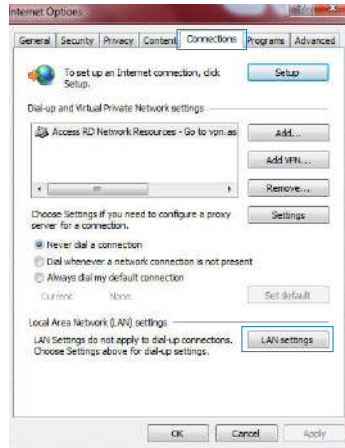 Internet Options
General Security Privacy Content Connections Programs Advanced
To set up an Internet connection, click
Setup.
Setup
Dial-up and Virtual Private Network settings
Access RD Network Resources - Go to vpn.as
Add...
Add VPN...
Remove...
Choose Settings if you need to configure a proxy
server for a connection.
Settings
Never dial a connection
Dial whenever a network connection is not present
Always dial my default connection
Current None
Set default
Local Area Network (LAN) settings
LAN Settings do not apply to dial-up connections.
Choose Settings above for dial-up settings.
LAN settings
OK Cancel Apply